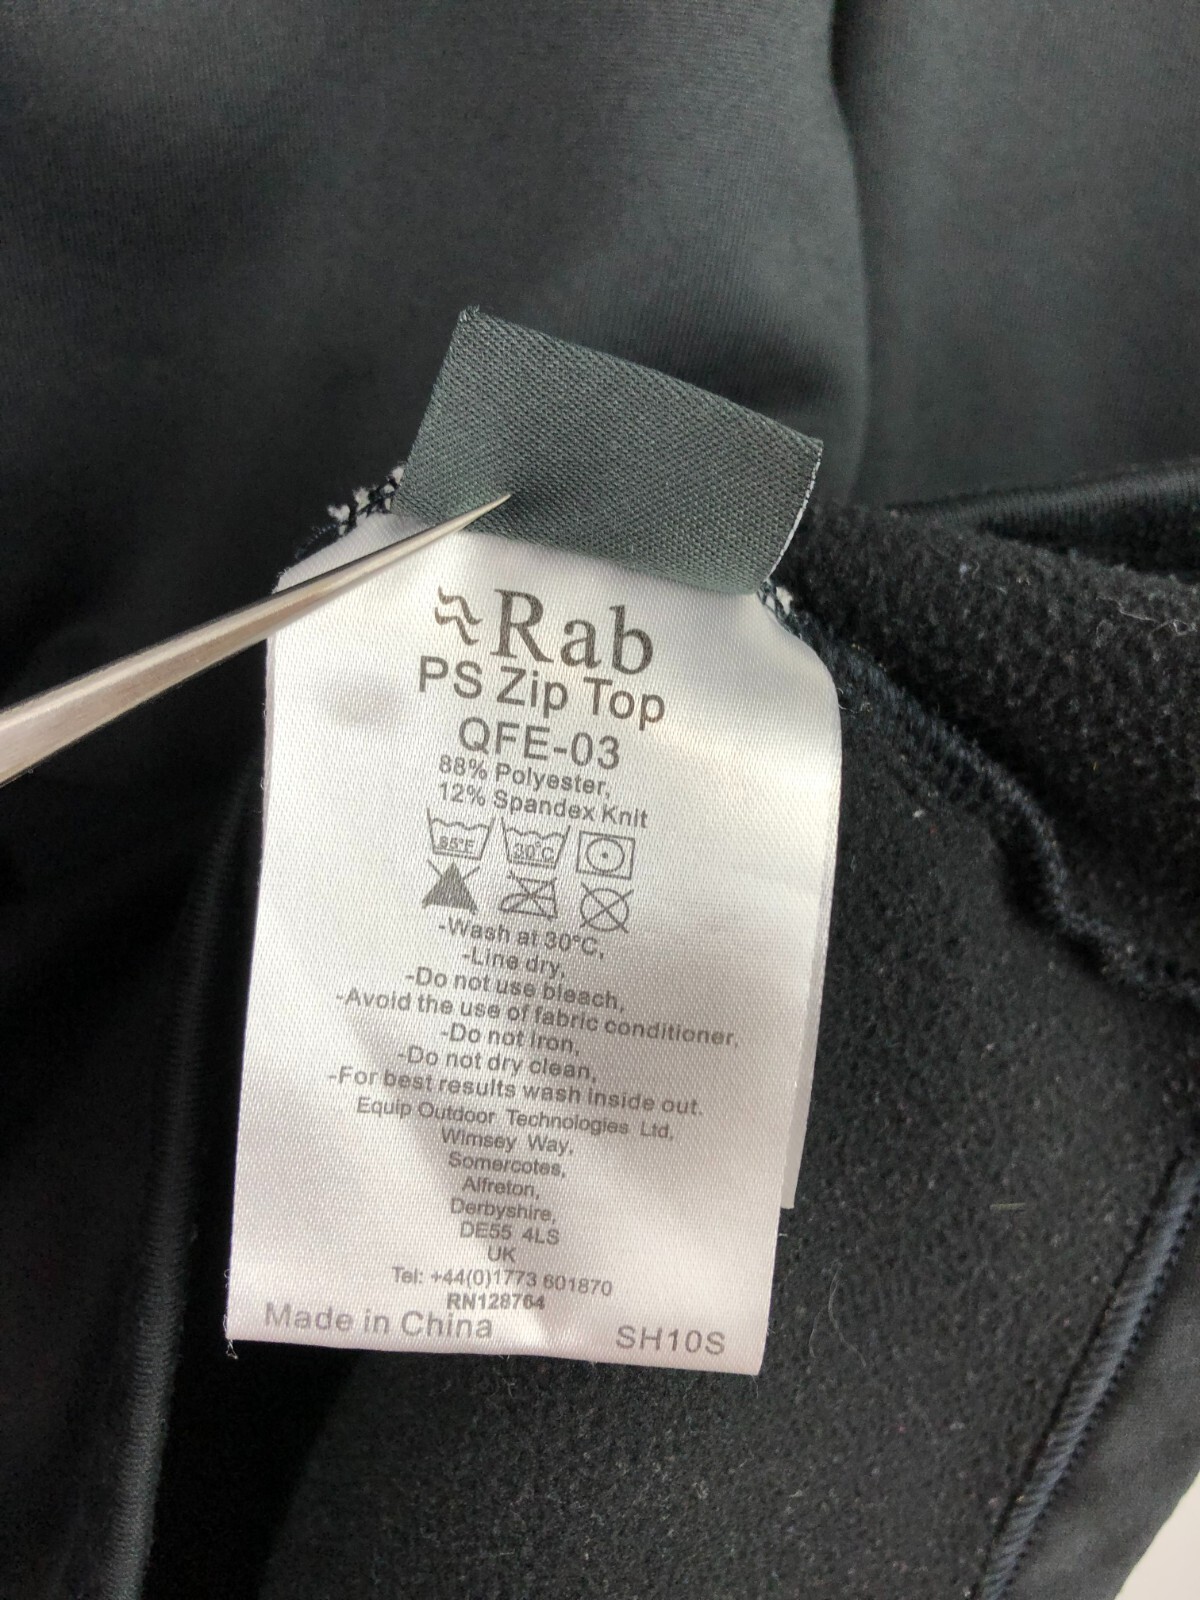 Rab
PS Zip Top
QFE-03
88% Polyester,
12% Spandex Knit
85°F 30°C
-Wash at 30°C,
-Line dry,
-Do not use bleach,
-Avoid the use of fabric conditioner.
-Do not iron,
-Do not dry clean,
-For best results wash inside out.
Equip Outdoor Technologies Ltd,
Wimsey Way,
Somercotes,
Alfreton,
Derbyshire,
DE55 4LS
UK
Tel: +44(0)1773 601870
RN128764
Made in China SH10S